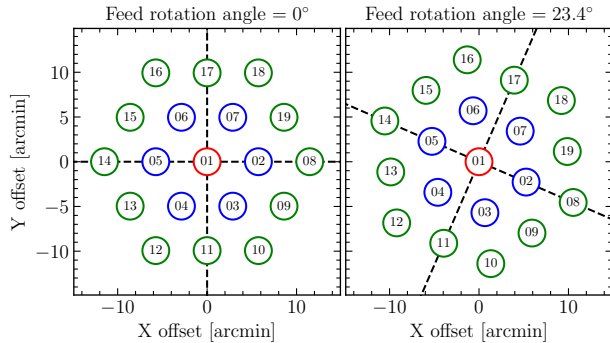 Feed rotation angle = 0° Feed rotation angle = 23.4°
16 17 18
15 06 07 19
14 05 01 02 08
13 04 03 09
12 11 10
16
17
15 18
06
14 07
05 19
01
13 02
04 08
03
12 09
11
10
10
5
0
−5
−10
Y offset [arcmin]
−10 0 10 −10 0 10
X offset [arcmin] X offset [arcmin]